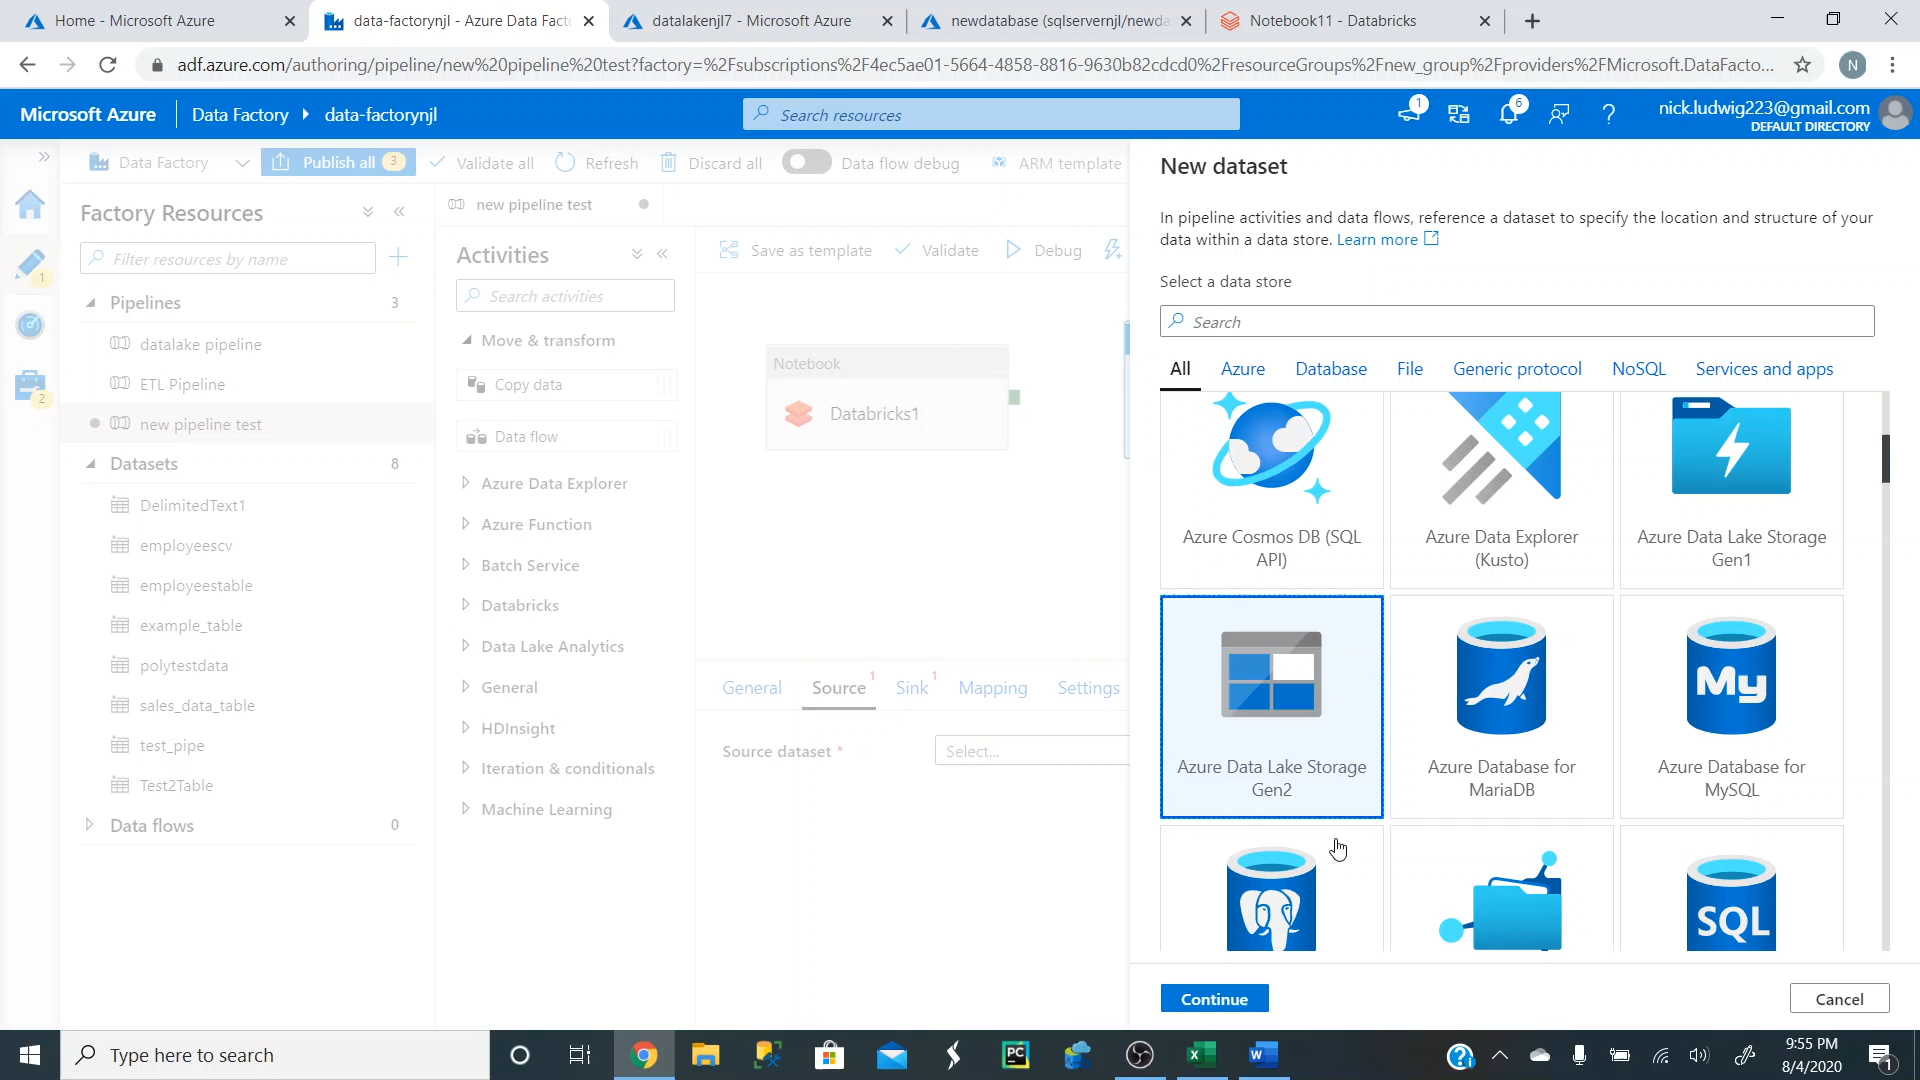 Home - Microsoft Azure
data-factorynjl - Azure Data Fact
datalakenjl7 - Microsoft Azure
newdatabase (sqlservernjl/newda
Notebook11 - Databricks
adf.azure.com/authoring/pipeline/new%20pipeline%20test?factory=%2Fsubscriptions%2F4ec5ae01-5664-4858-8816-9630b82cdcd0%2FresourceGroups%2Fnew_group%2Fproviders%2FMicrosoft.DataFacto...
N
Microsoft Azure
Data Factory
data-factorynjl
Search resources
1
6
?
nick.ludwig223@gmail.com
DEFAULT DIRECTORY
Data Factory
Publish all 3
Validate all
Refresh
Discard all
Data flow debug
ARM template
1
2
Factory Resources
Filter resources by name
Pipelines 3
datalake pipeline
ETL Pipeline
new pipeline test
Datasets 8
DelimitedText1
employeescv
employeestable
example_table
polytestdata
sales_data_table
test_pipe
Test2Table
Data flows 0
new pipeline test
Activities
Search activities
Move & transform
Copy data
Data flow
Azure Data Explorer
Azure Function
Batch Service
Databricks
Data Lake Analytics
General
HDInsight
Iteration & conditionals
Machine Learning
Save as template
Validate
Debug
Notebook
Databricks1
General
Source 1
Sink 1
Mapping
Settings
Source dataset *
Select...
New dataset
In pipeline activities and data flows, reference a dataset to specify the location and structure of your
data within a data store. Learn more
Select a data store
Search
All
Azure
Database
File
Generic protocol
NoSQL
Services and apps
Azure Cosmos DB (SQL
API)
Azure Data Explorer
(Kusto)
Azure Data Lake Storage
Gen1
Azure Data Lake Storage
Gen2
Azure Database for
MariaDB
My
Azure Database for
MySQL
SQL
Continue
Cancel
Type here to search
PC
X
W
?
9:55 PM
8/4/2020
1